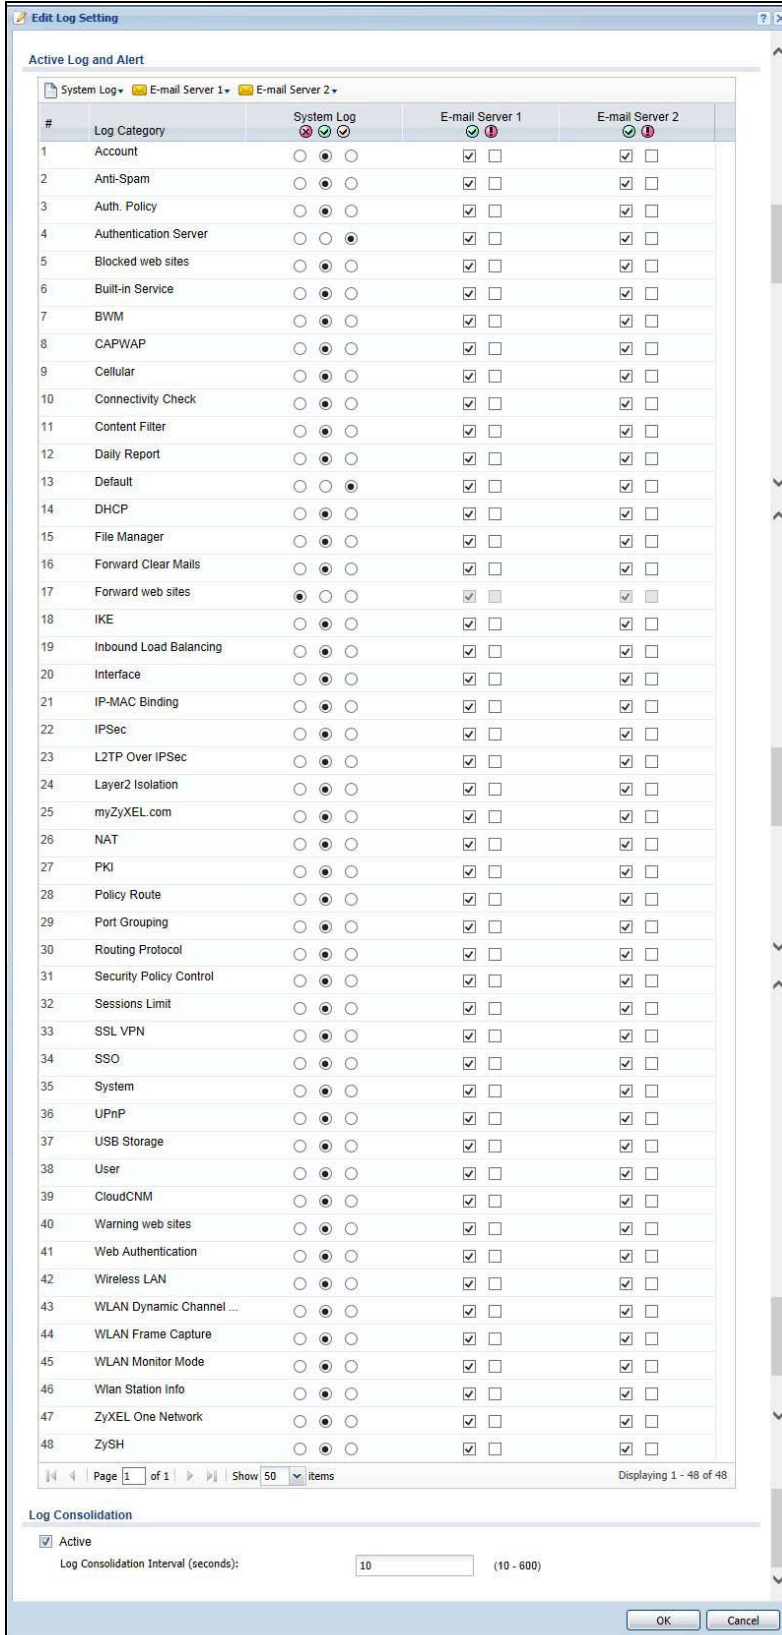 Edit Log Setting
Active Log and Alert
System Log E-mail Server 1 E-mail Server 2
# Log Category System Log E-mail Server 1 E-mail Server 2
1 Account
2 Anti-Spam
3 Auth. Policy
4 Authentication Server
5 Blocked web sites
6 Built-in Service
7 BWM
8 CAPWAP
9 Cellular
10 Connectivity Check
11 Content Filter
12 Daily Report
13 Default
14 DHCP
15 File Manager
16 Forward Clear Mails
17 Forward web sites
18 IKE
19 Inbound Load Balancing
20 Interface
21 IP-MAC Binding
22 IPSec
23 L2TP Over IPSec
24 Layer2 Isolation
25 myZyXEL.com
26 NAT
27 PKI
28 Policy Route
29 Port Grouping
30 Routing Protocol
31 Security Policy Control
32 Sessions Limit
33 SSL VPN
34 SSO
35 System
36 UPnP
37 USB Storage
38 User
39 CloudCNM
40 Warning web sites
41 Web Authentication
42 Wireless LAN
43 WLAN Dynamic Channel ...
44 WLAN Frame Capture
45 WLAN Monitor Mode
46 Wlan Station Info
47 ZyXEL One Network
48 ZySH
Page 1 of 1 Show 50 items Displaying 1 - 48 of 48
Log Consolidation
Active
Log Consolidation Interval (seconds): 10 (10 - 600)
OK Cancel